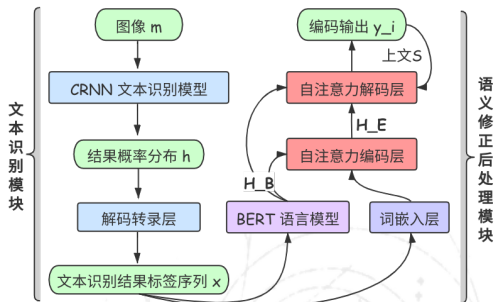 文本识别模块
图像 m
CRNN 文本识别模型
结果概率分布 h
解码转录层
文本识别结果标签序列 x
编码输出 y_i
上文S
自注意力解码层
H_E
自注意力编码层
H_B
BERT 语言模型
词嵌入层
语义修正后处理模块